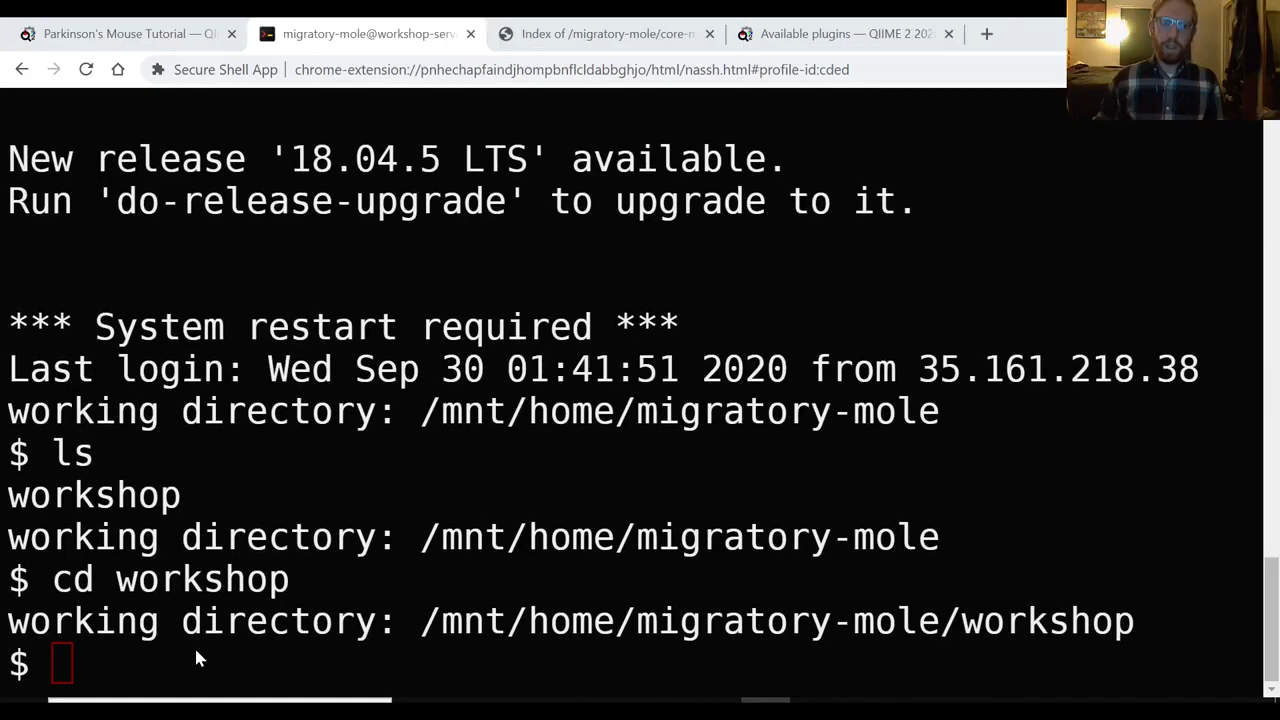 Parkinson's Mouse Tutorial — QI
migratory-mole@workshop-serv
Index of /migratory-mole/core-m
Available plugins — QIIME 2 202
Secure Shell App
chrome-extension://pnhechapfaindjhompbnflcldabbghjo/html/nassh.html#profile-id:cded
New release '18.04.5 LTS' available.
Run 'do-release-upgrade' to upgrade to it.
*** System restart required ***
Last login: Wed Sep 30 01:41:51 2020 from 35.161.218.38
working directory: /mnt/home/migratory-mole
$ ls
workshop
working directory: /mnt/home/migratory-mole
$ cd workshop
working directory: /mnt/home/migratory-mole/workshop
$